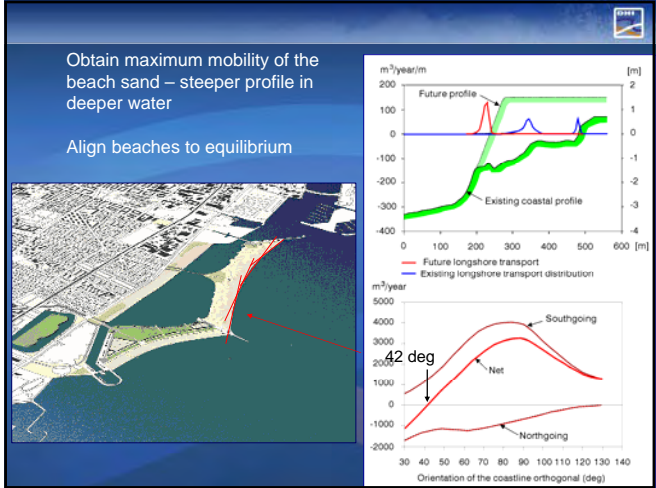 DHI
Obtain maximum mobility of the
beach sand – steeper profile in
deeper water
Align beaches to equilibrium
m³/year/m
[m]
200
100
0
-100
-200
-300
-400
2
1
0
-1
-2
-3
-4
Future profile
Existing coastal profile
0 100 200 300 400 500 600 [m]
Future longshore transport
Existing longshore transport distribution
m³/year
5000
4000
3000
2000
1000
0
-1000
-2000
Southgoing
42 deg
Net
Northgoing
30 40 50 60 70 80 90 100 110 120 130 140
Orientation of the coastline orthogonal (deg)